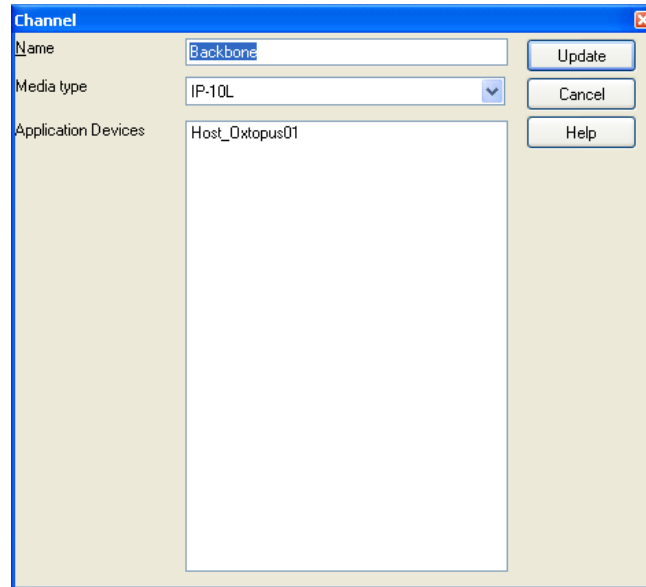 Channel
Name
Backbone
Update
Media type
IP-10L
Cancel
Application Devices
Host_Oxtopus01
Help